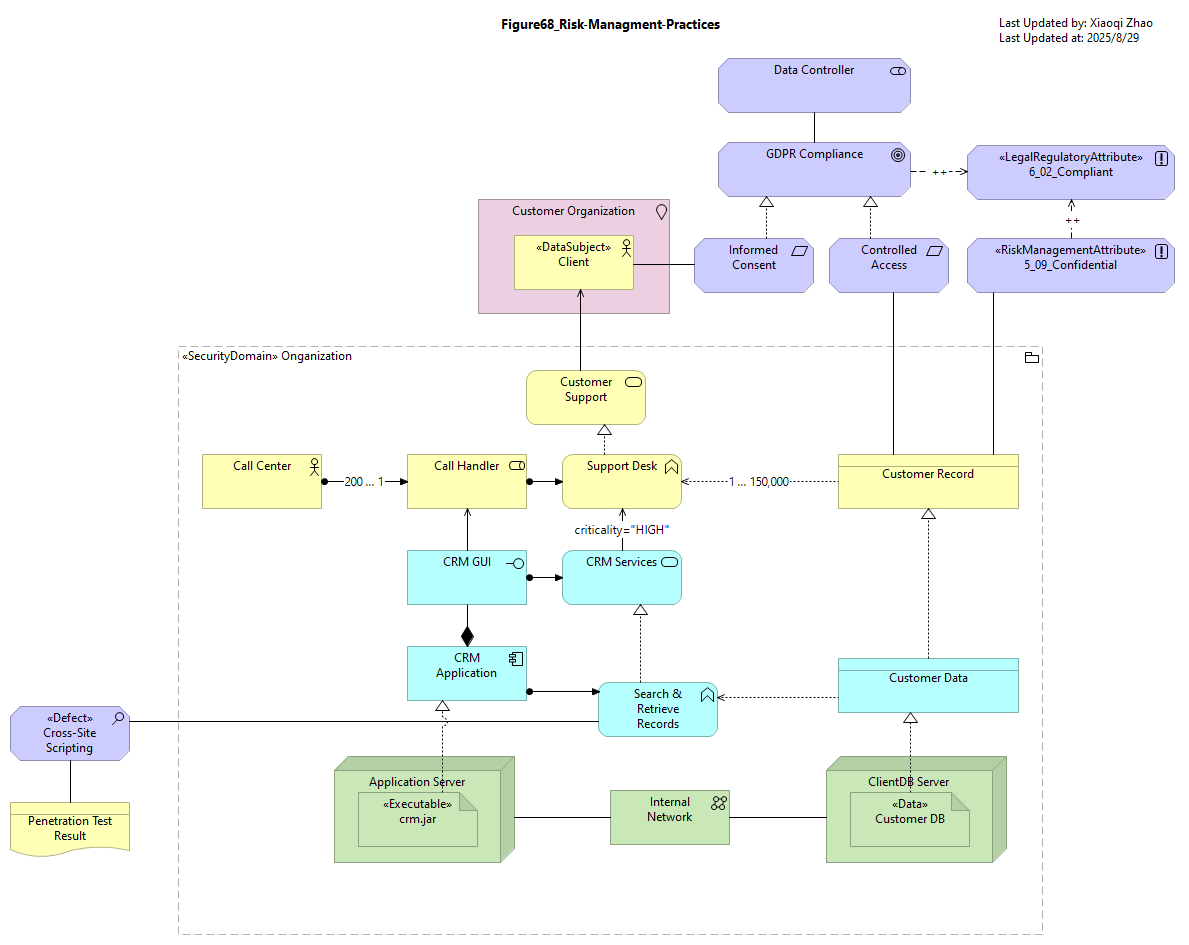 Figure68_Risk-Managment-Practices
Last Updated by: Xiaoqi Zhao
Last Updated at: 2025/8/29
Data Controller
GDPR Compliance
++
«LegalRegulatoryAttribute»
6_02_Compliant
++
Customer Organization
«DataSubject»
Client
Informed
Consent
Controlled
Access
«RiskManagementAttribute»
5_09_Confidential
«SecurityDomain» Onganization
Customer
Support
Call Center
200 ... 1
Call Handler
Support Desk
1 ... 150,000
Customer Record
criticality="HIGH"
CRM GUI
CRM Services
CRM
Application
Search &
Retrieve
Records
Customer Data
«Defect»
Cross-Site
Scripting
Penetration Test
Result
Application Server
«Executable»
crm.jar
Internal
Network
ClientDB Server
«Data»
Customer DB